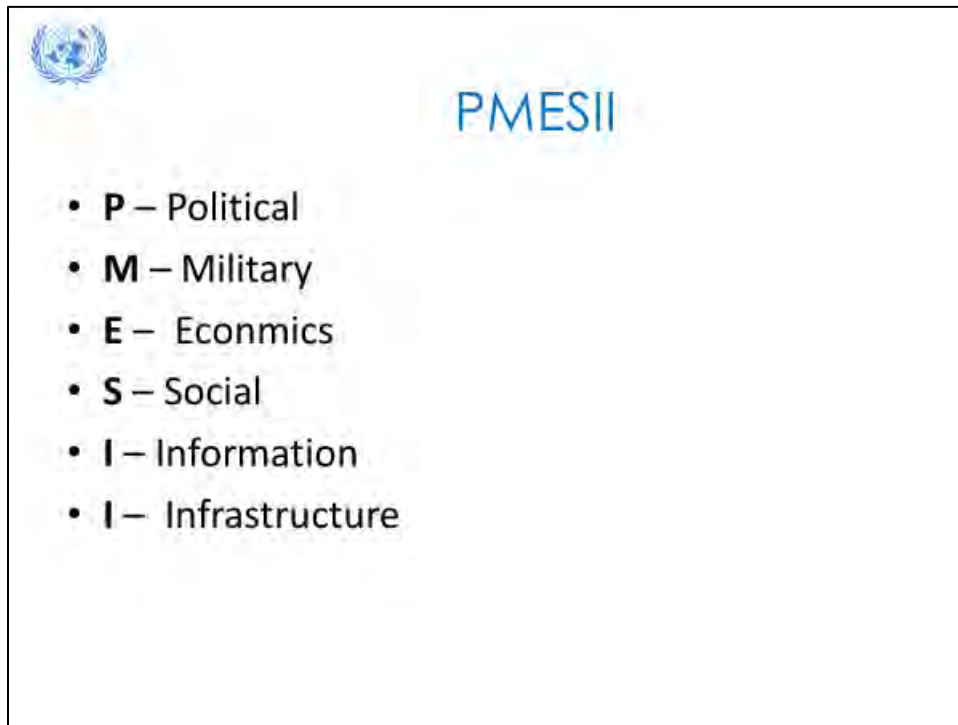 PMESII
• P – Political
• M – Military
• E – Econmics
• S – Social
• I – Information
• I – Infrastructure